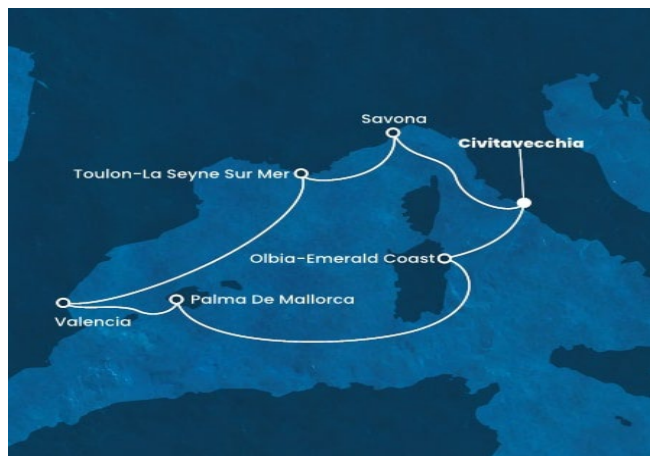 Savona
Civitavecchia
Toulon-La Seyne Sur Mer
Olbia-Emerald Coast
Palma De Mallorca
Valencia